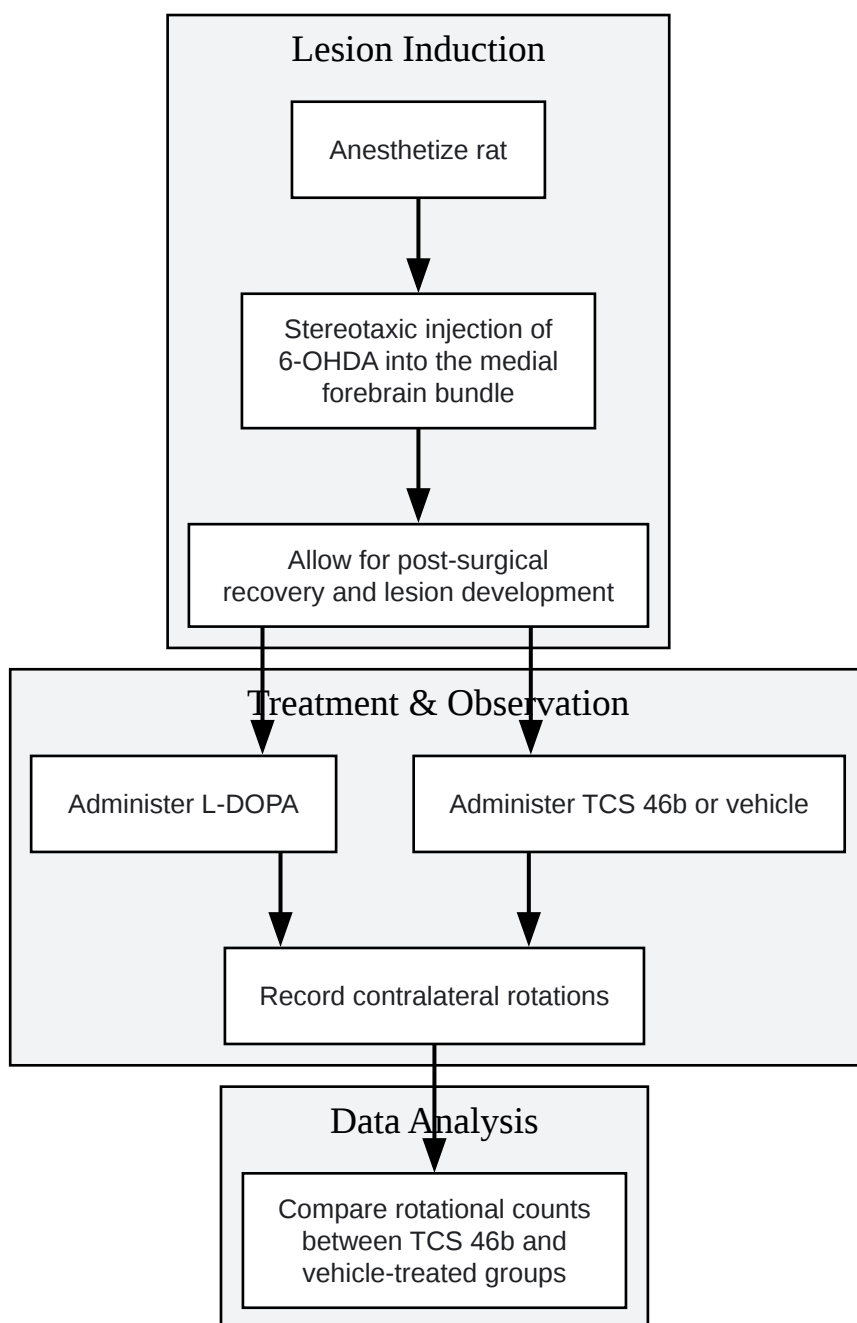 Lesion Induction
Anesthetize rat
Stereotaxic injection of
6-OHDA into the medial
forebrain bundle
Allow for post-surgical
recovery and lesion development
Treatment & Observation
Administer L-DOPA
Administer TCS 46b or vehicle
Record contralateral rotations
Data Analysis
Compare rotational counts
between TCS 46b and
vehicle-treated groups